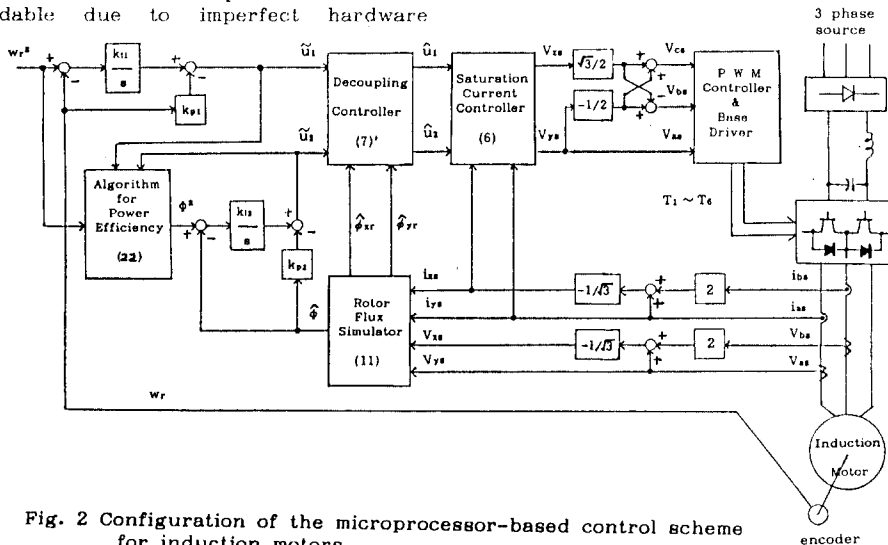 dable due to imperfect hardware
3 phase
source
wr*
+
-
kI1
s
+
-
kp1
ũ1
Decoupling
Controller
(7)'
û1
Saturation
Current
Controller
(6)
Vxs
√3/2
+
+
Vcs
P W M
Controller
&
Base
Driver
-1/2
+
-
Vbs
ũ2
û2
Vys
Vas
T1 ~ T6
Algorithm
for
Power
Efficiency
(22)
φ*
+
-
kI2
s
+
-
kp2
φ̂xr
φ̂yr
φ̂
Rotor
Flux
Simulator
(11)
ixs
-1/√3
+
+
2
ibs
iys
ias
Vxs
-1/√3
+
+
2
Vbs
Vys
Vas
wr
Induction
Motor
encoder
Fig. 2 Configuration of the microprocessor-based control scheme
for induction motors